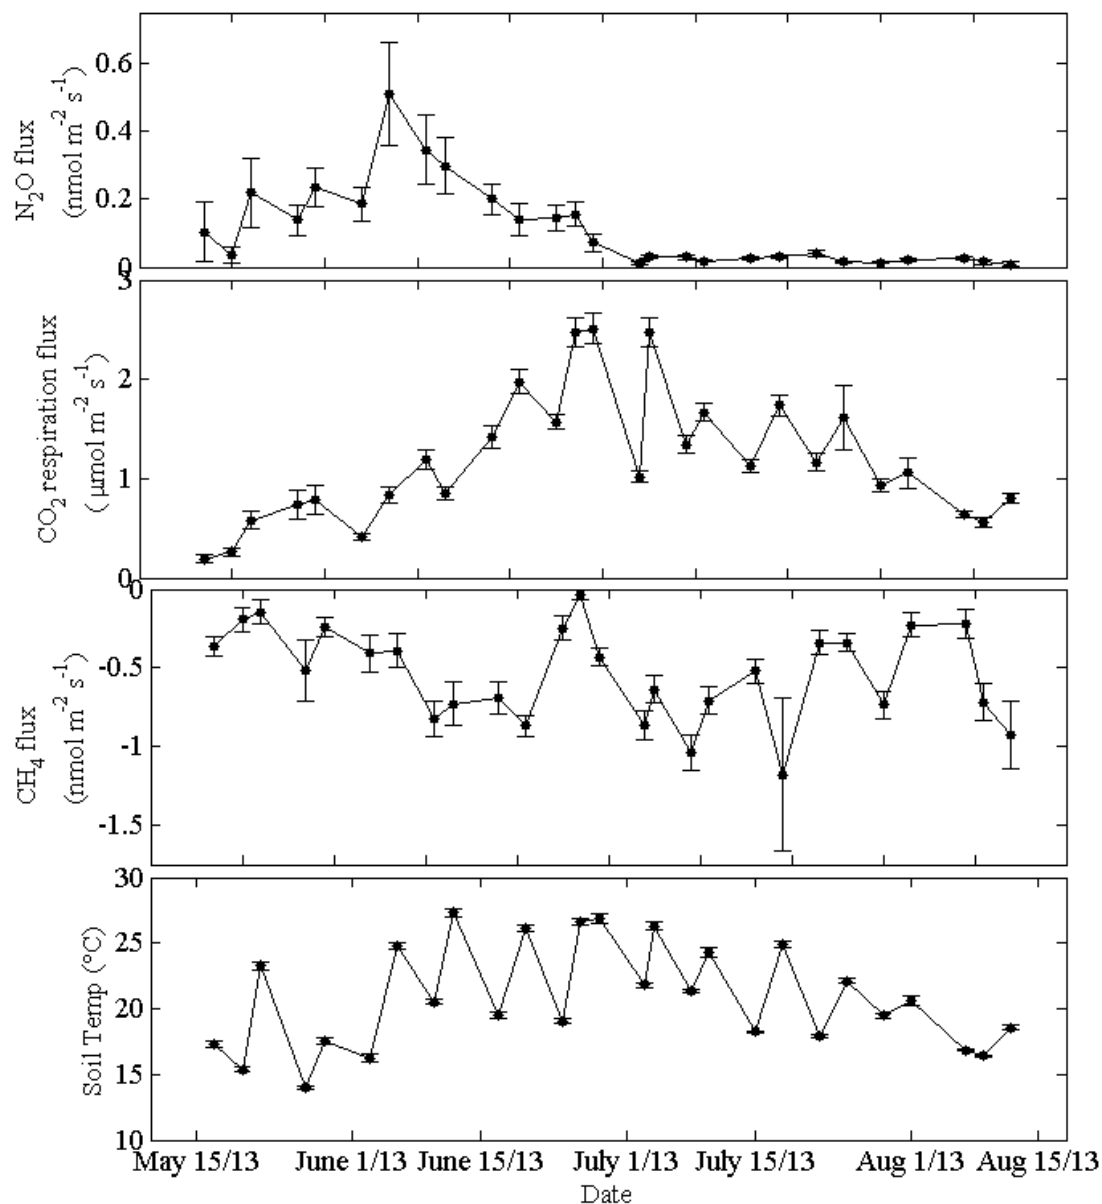 N₂O flux
(nmol m⁻² s⁻¹)
0.6
0.4
0.2
0
CO₂ respiration flux
(μmol m⁻² s⁻¹)
3
2
1
0
CH₄ flux
(nmol m⁻² s⁻¹)
0
-0.5
-1
-1.5
Soil Temp (°C)
30
25
20
15
10
May 15/13 June 1/13 June 15/13 July 1/13 July 15/13 Aug 1/13 Aug 15/13
Date